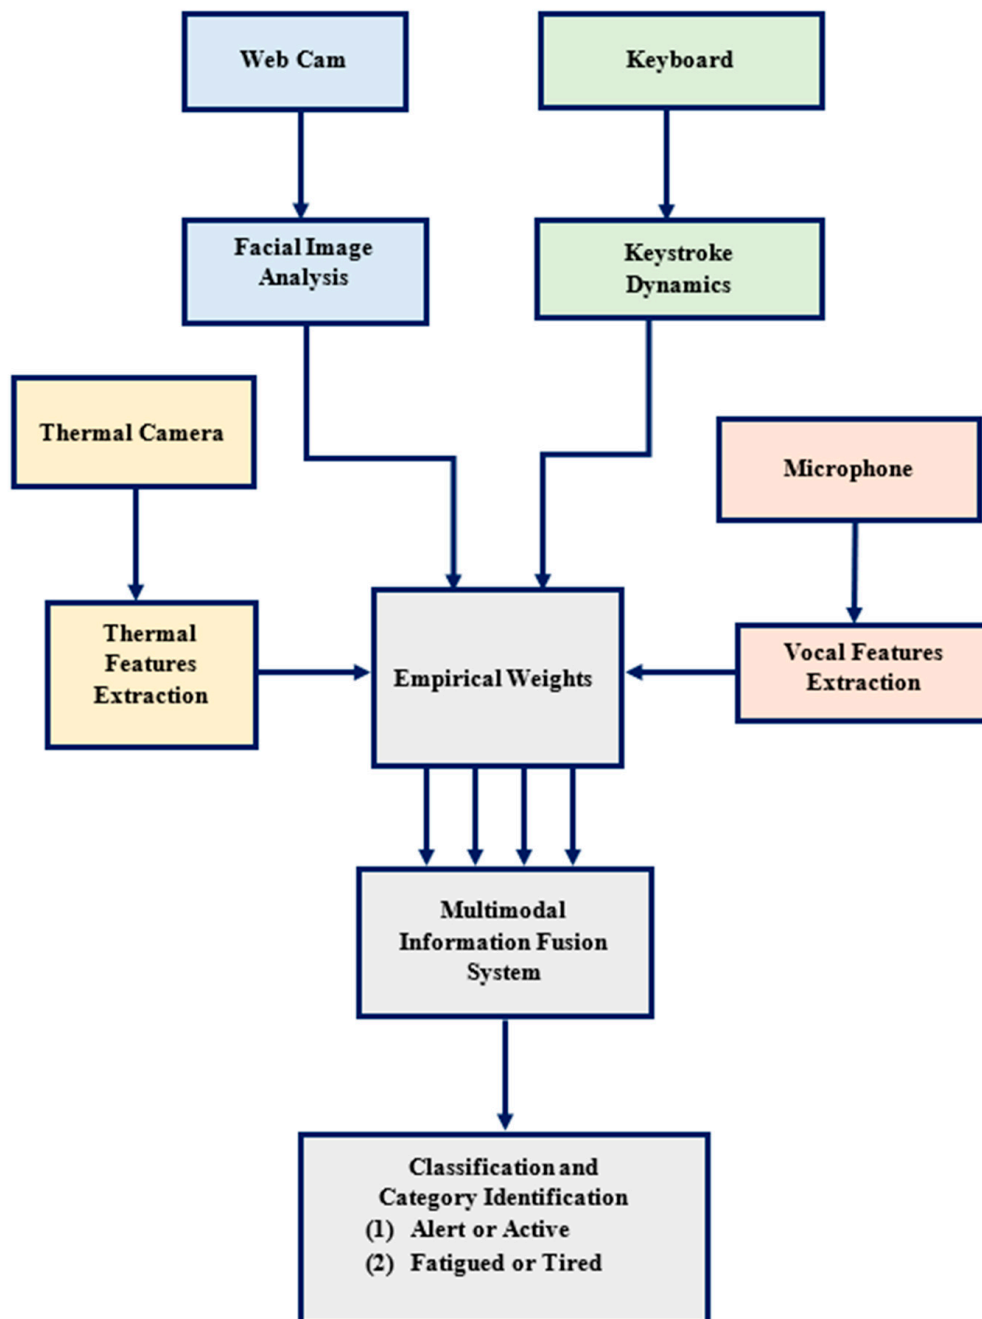 Web Cam
Keyboard
Facial Image
Analysis
Keystroke
Dynamics
Thermal Camera
Microphone
Thermal
Features
Extraction
Empirical Weights
Vocal Features
Extraction
Multimodal
Information Fusion
System
Classification and
Category Identification
(1) Alert or Active
(2) Fatigued or Tired